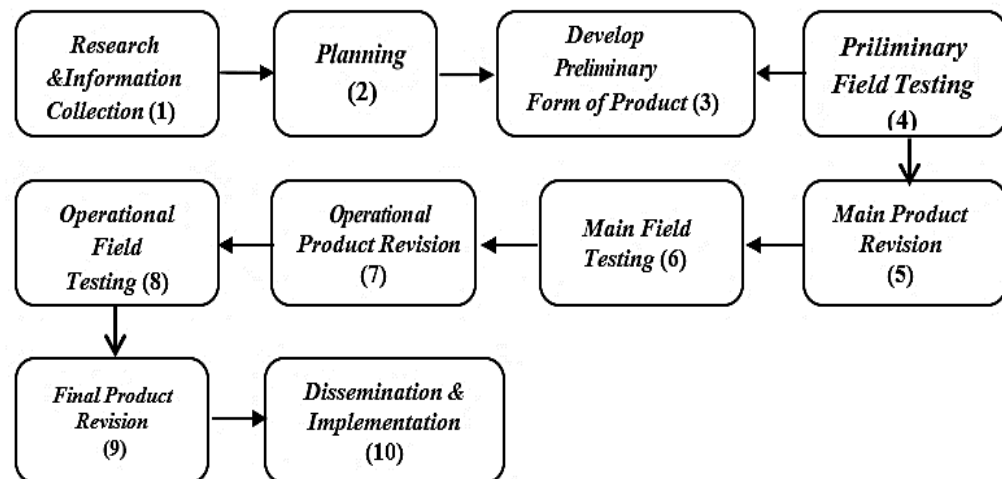 Research
&Information
Collection (1)
Planning
(2)
Develop
Preliminary
Form of Product (3)
Priliminary
Field Testing
(4)
Operational
Field
Testing (8)
Operational
Product Revision
(7)
Main Field
Testing (6)
Main Product
Revision
(5)
Final Product
Revision
(9)
Dissemination &
Implementation
(10)